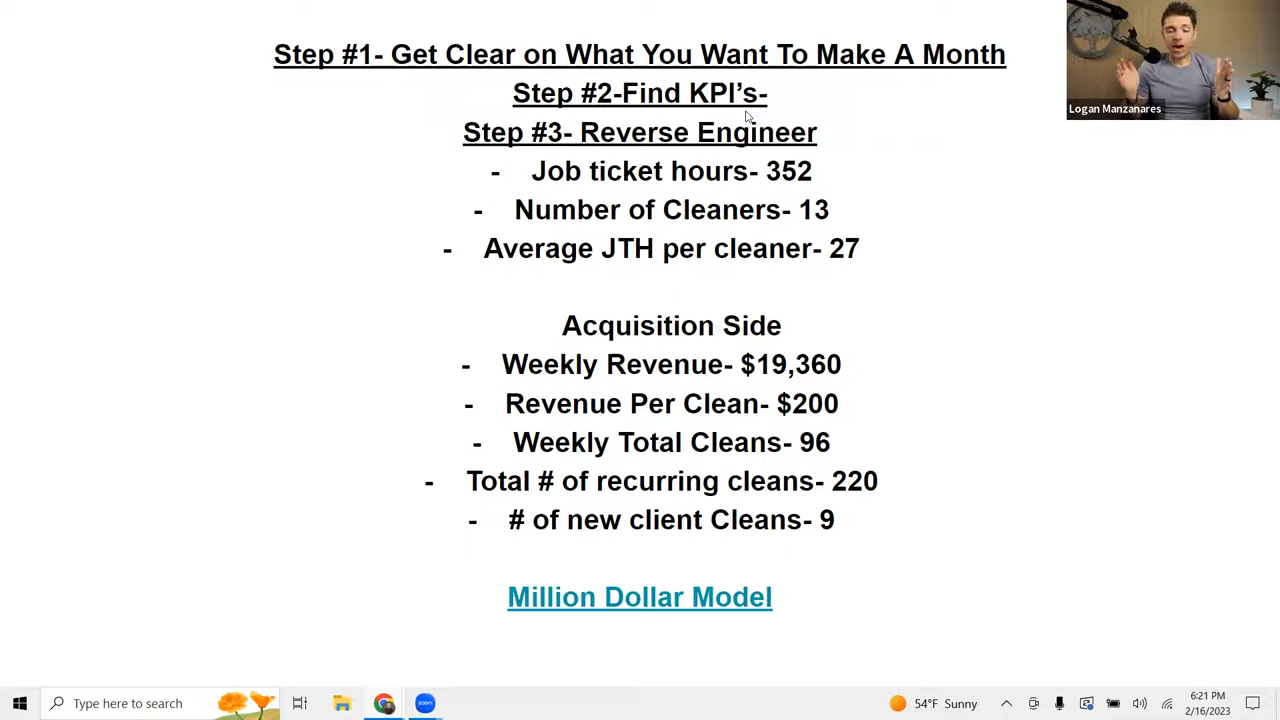 Step #1- Get Clear on What You Want To Make A Month
Step #2-Find KPI's-
Step #3- Reverse Engineer
- Job ticket hours- 352
- Number of Cleaners- 13
- Average JTH per cleaner- 27
Acquisition Side
- Weekly Revenue- $19,360
- Revenue Per Clean- $200
- Weekly Total Cleans- 96
- Total # of recurring cleans- 220
- # of new client Cleans- 9
Million Dollar Model
Logan Manzanares
Type here to search
zoom
54°F Sunny
6:21 PM
2/16/2023